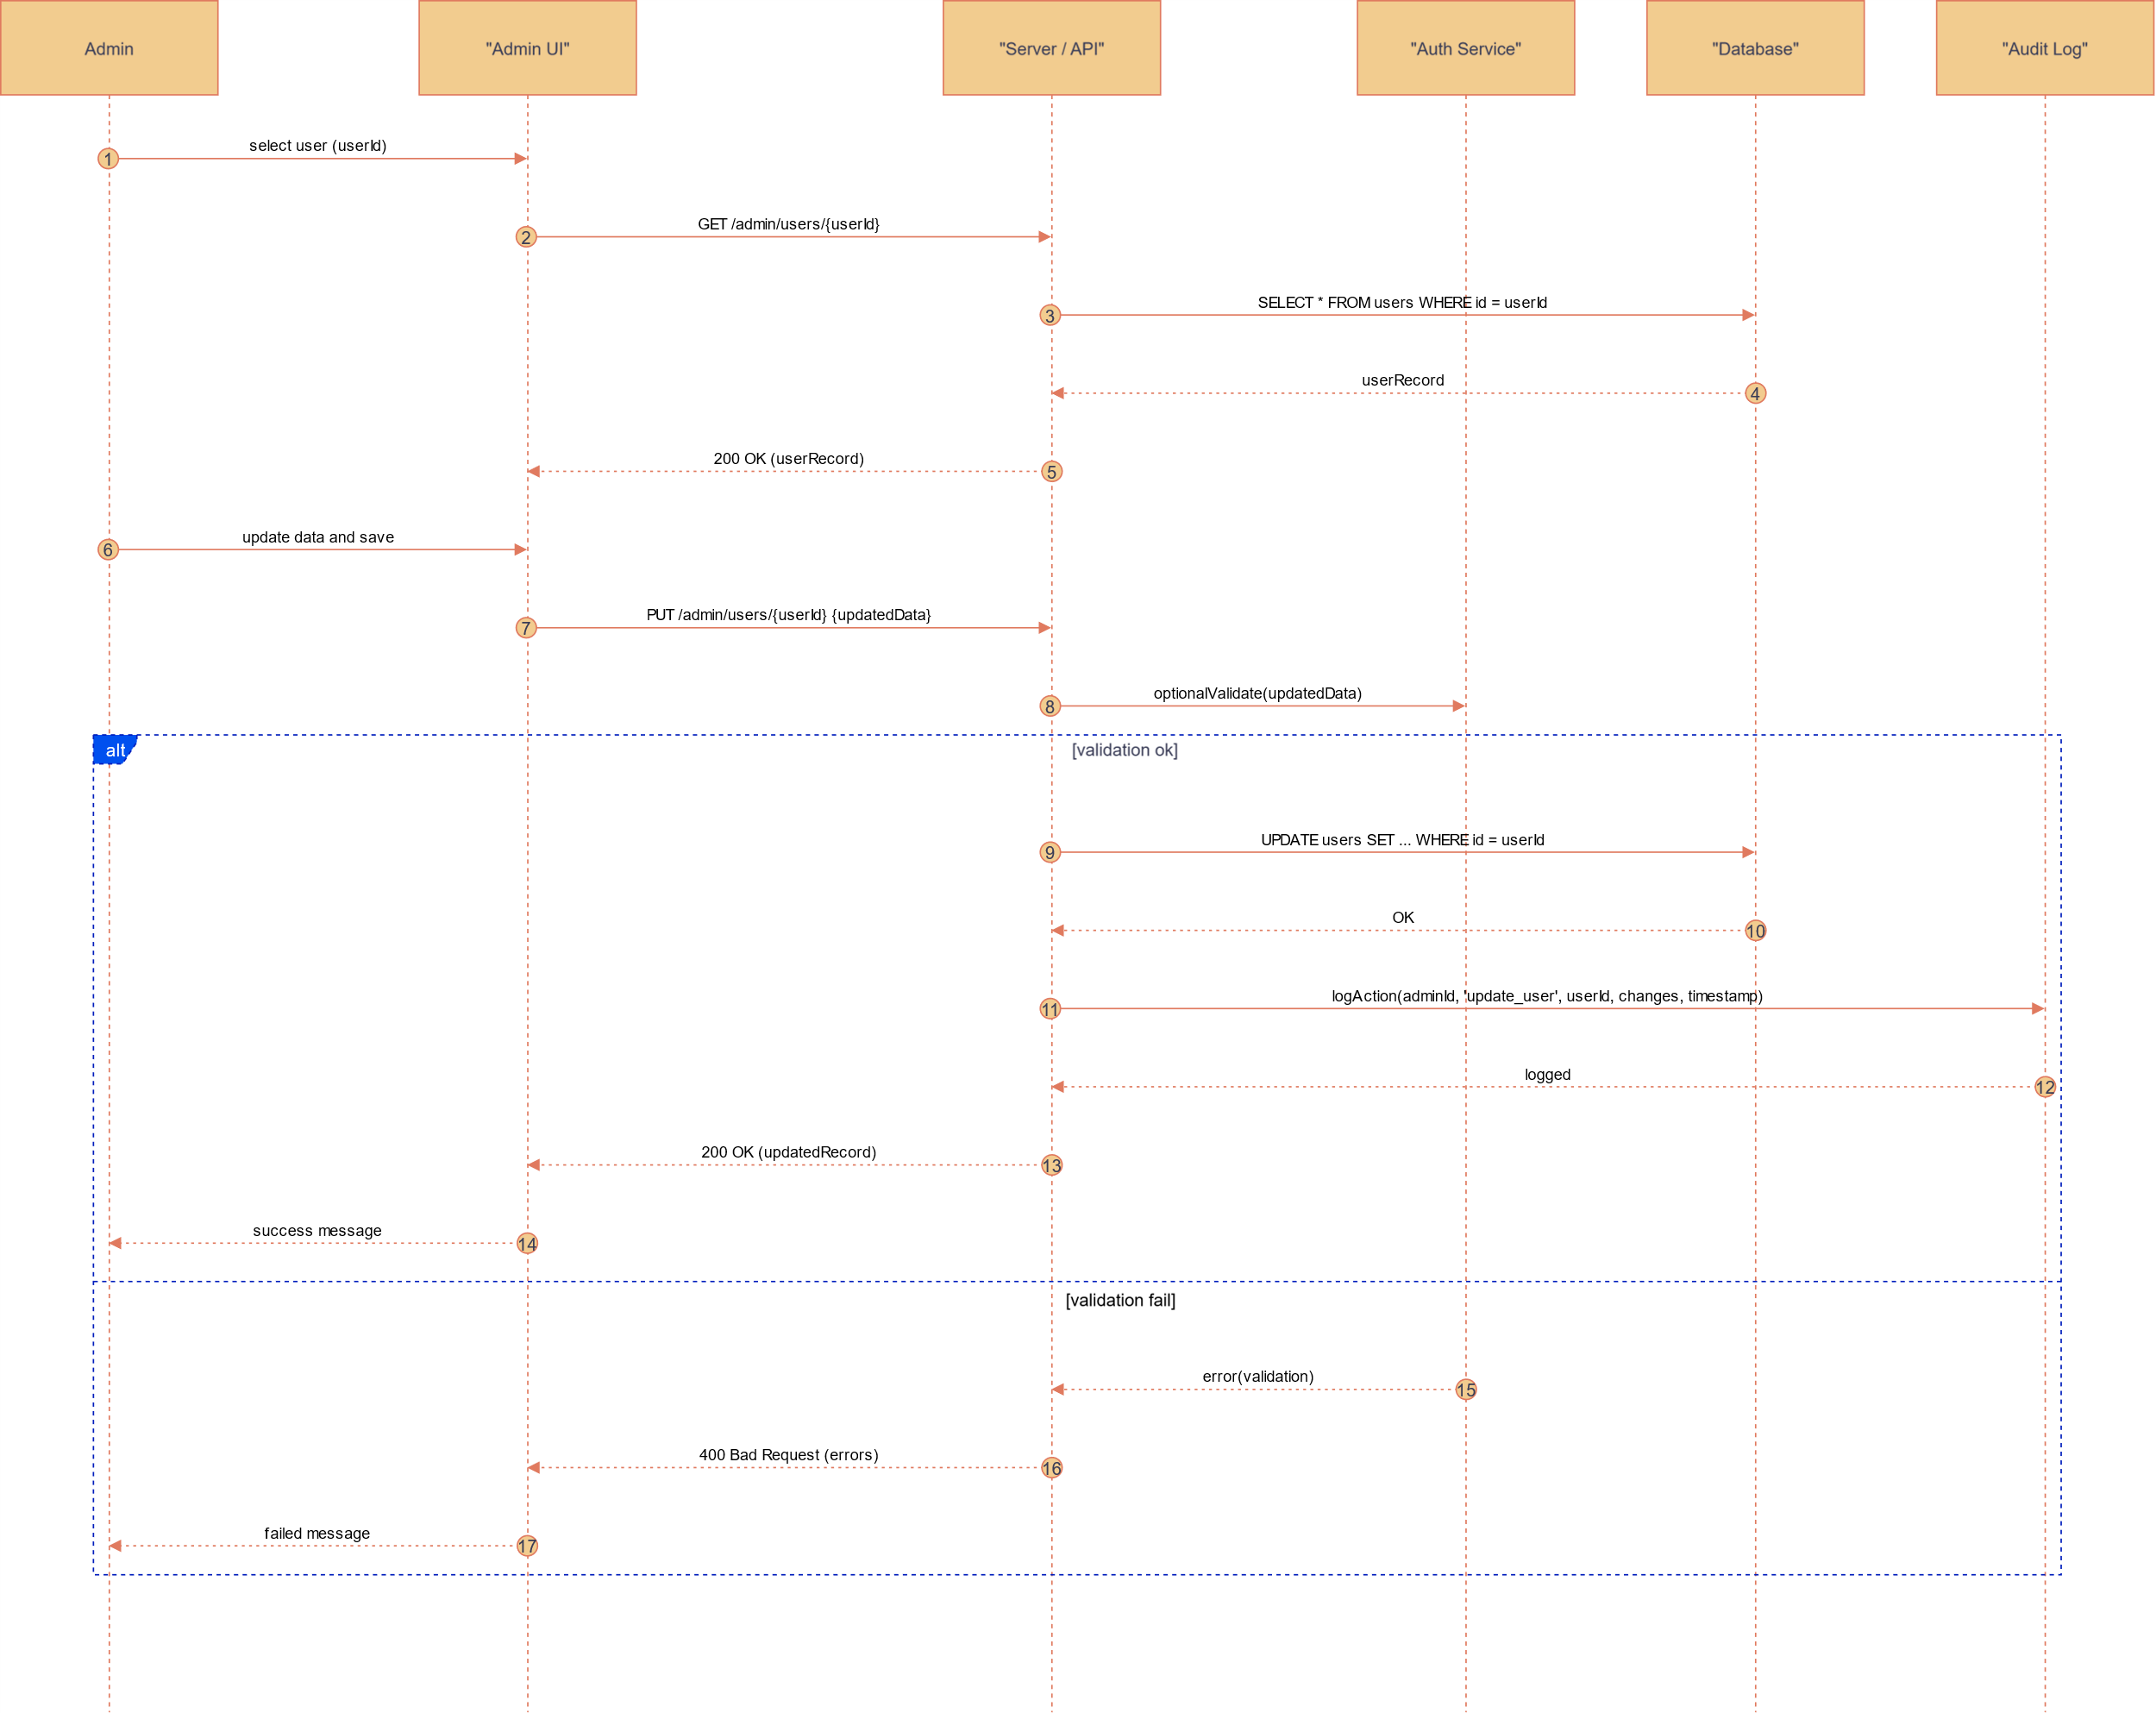 Admin
"Admin UI"
"Server / API"
"Auth Service"
"Database"
"Audit Log"
1
select user (userId)
2
GET /admin/users/{userId}
3
SELECT * FROM users WHERE id = userId
userRecord
4
200 OK (userRecord)
5
6
update data and save
7
PUT /admin/users/{userId} {updatedData}
8
optionalValidate(updatedData)
alt
[validation ok]
9
UPDATE users SET ... WHERE id = userId
OK
10
11
logAction(adminId, 'update_user', userId, changes, timestamp)
logged
12
200 OK (updatedRecord)
13
success message
14
[validation fail]
error(validation)
15
400 Bad Request (errors)
16
failed message
17